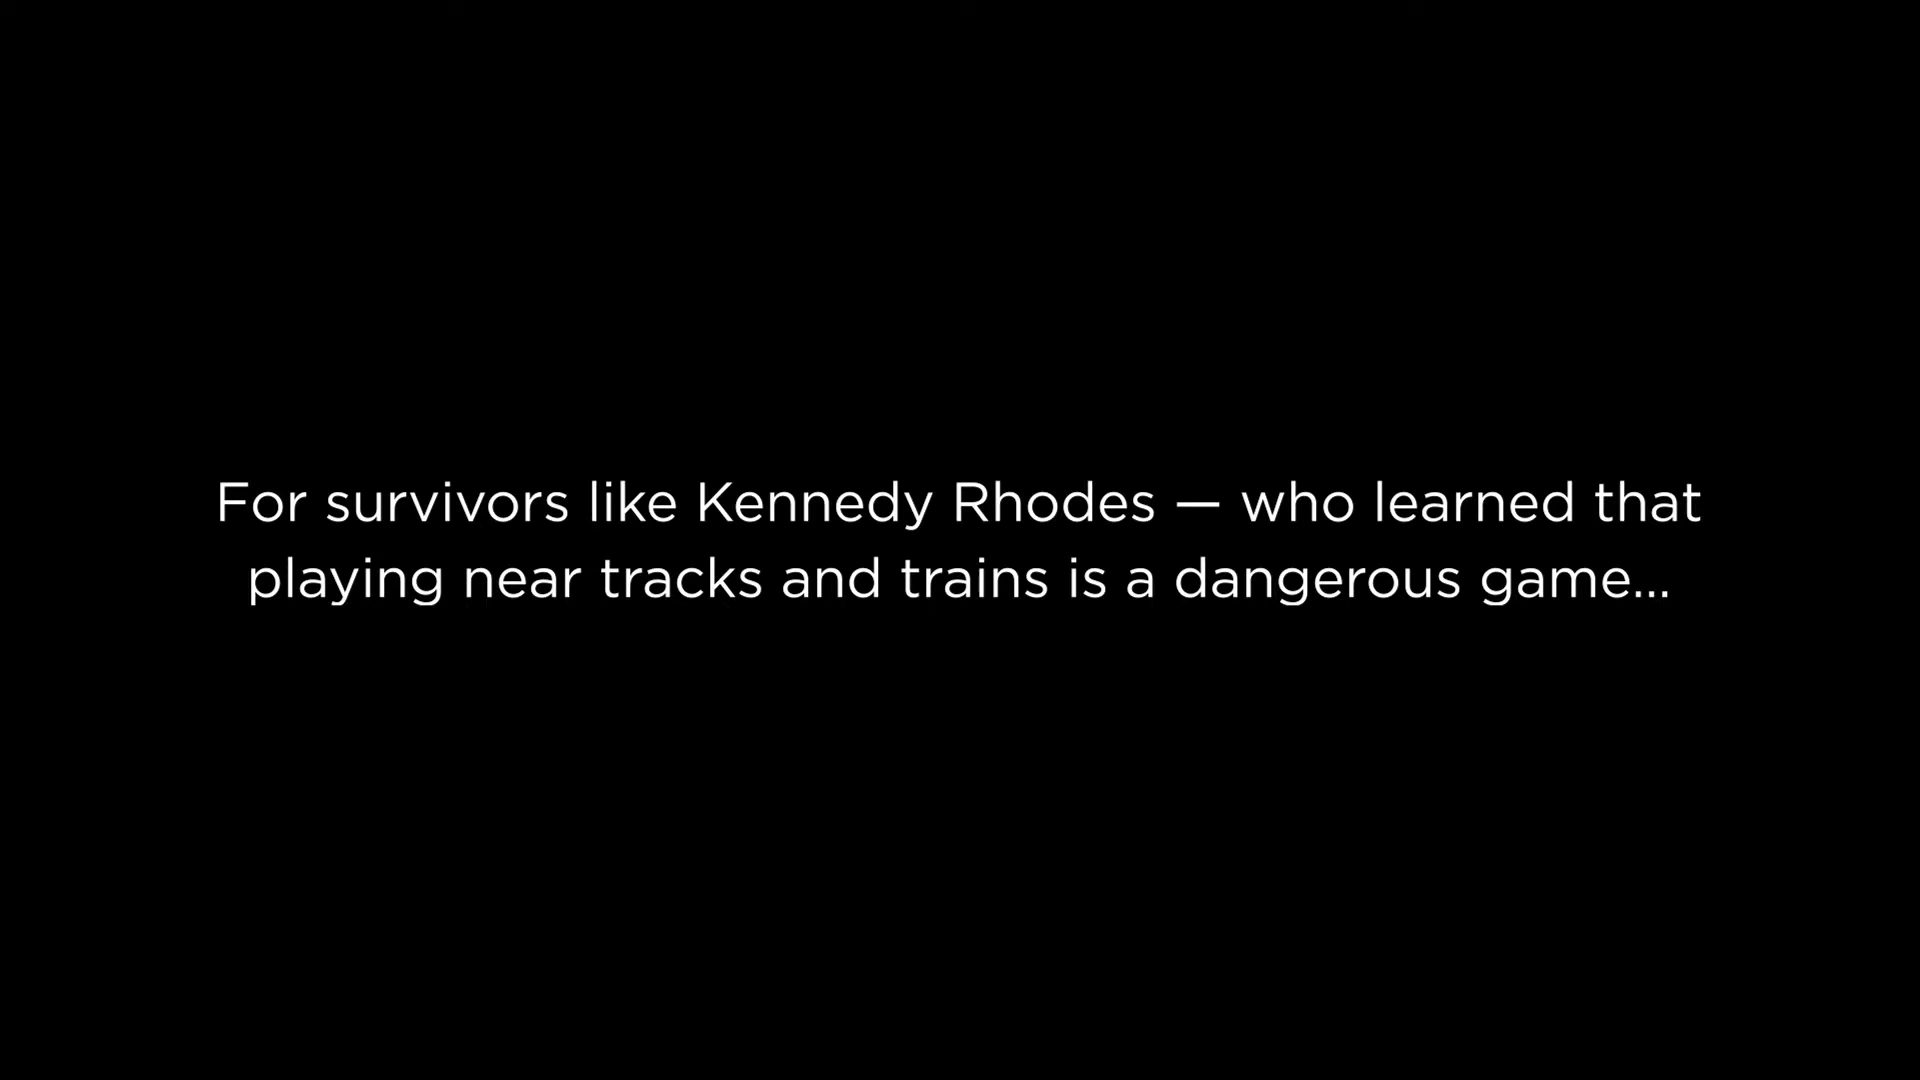 For survivors like Kennedy Rhodes — who learned that
playing near tracks and trains is a dangerous game...